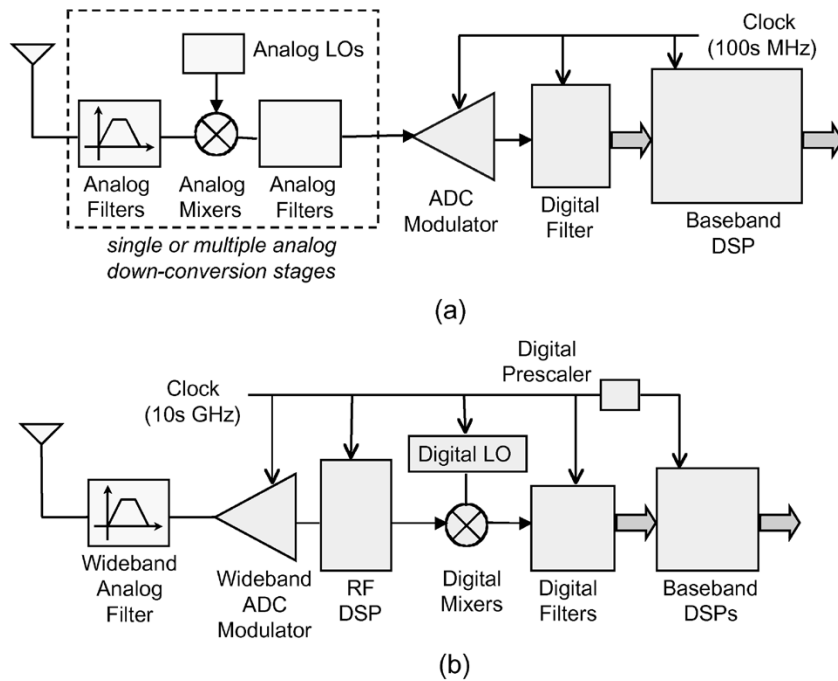 Analog LOs
Clock
(100s MHz)
Analog
Filters
Analog
Mixers
Analog
Filters
ADC
Modulator
Digital
Filter
Baseband
DSP
single or multiple analog
down-conversion stages
(a)
Digital
Prescaler
Clock
(10s GHz)
Digital LO
Wideband
Analog
Filter
Wideband
ADC
Modulator
RF
DSP
Digital
Mixers
Digital
Filters
Baseband
DSPs
(b)